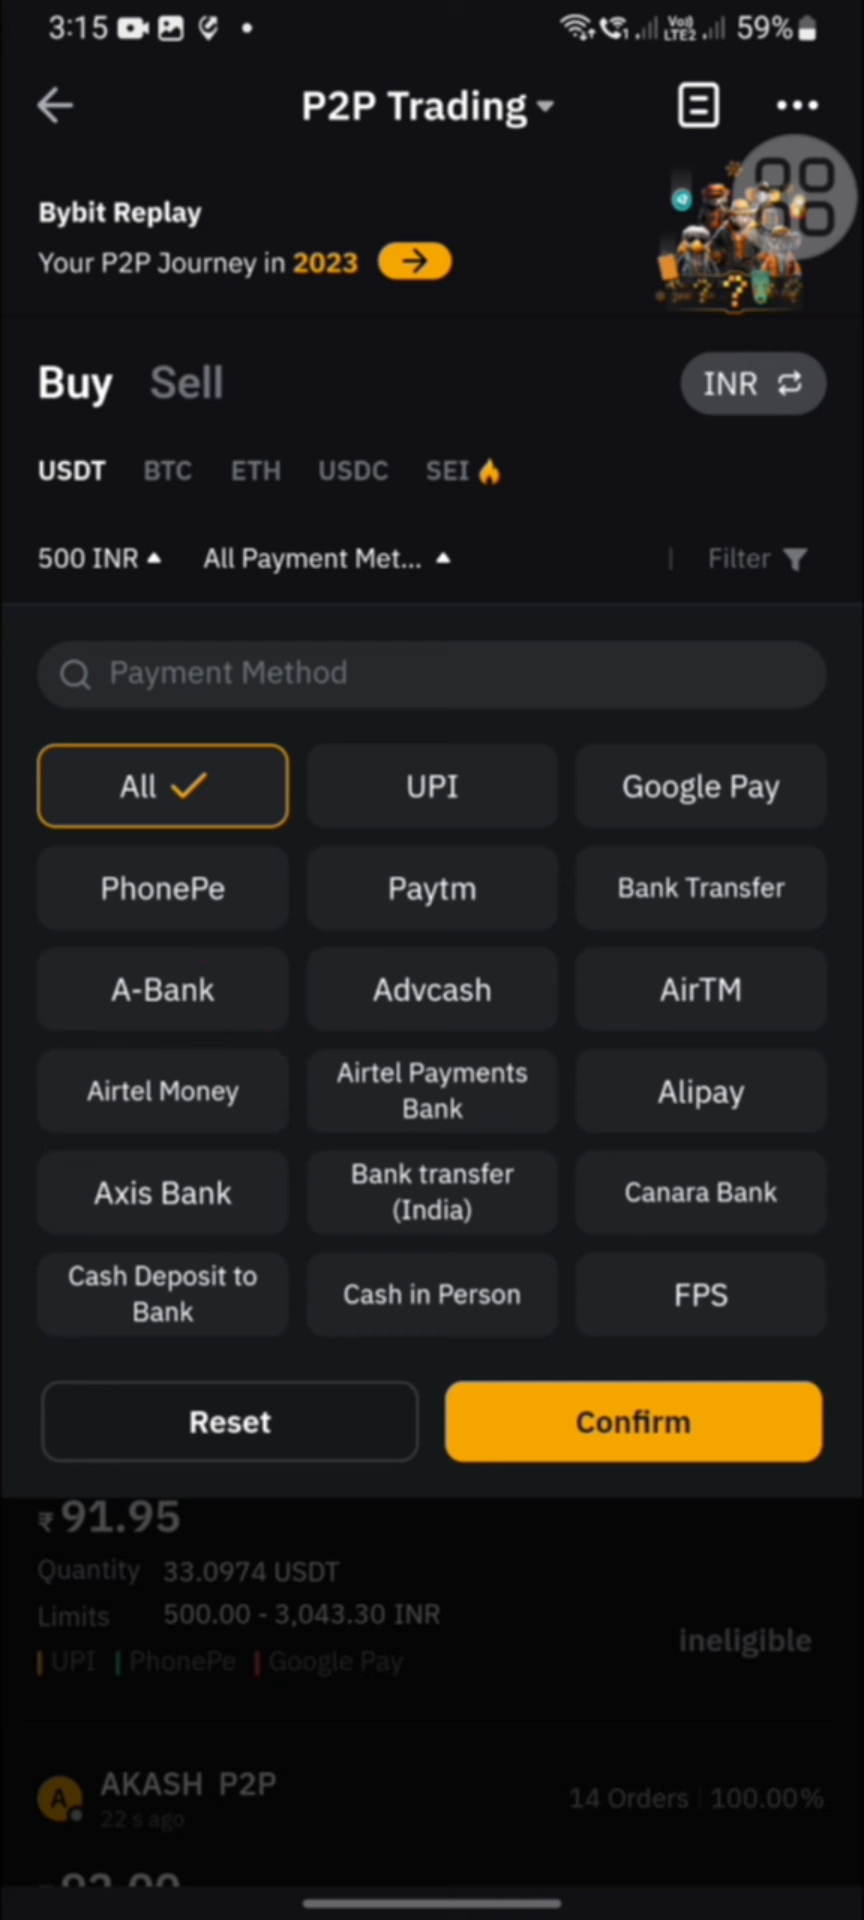 3:15 Vo)) LTE2 59%
P2P Trading
Bybit Replay
Your P2P Journey in 2023
Buy Sell INR
USDT BTC ETH USDC SEI
500 INR All Payment Met... Filter
Payment Method
All UPI Google Pay
PhonePe Paytm Bank Transfer
A-Bank Advcash AirTM
Airtel Money Airtel Payments Bank Alipay
Axis Bank Bank transfer (India) Canara Bank
Cash Deposit to Bank Cash in Person FPS
Reset Confirm
₹ 91.95
Quantity 33.0974 USDT
Limits 500.00 - 3,043.30 INR
ineligible
UPI PhonePe Google Pay
A AKASH P2P 14 Orders 100.00%
22 s ago